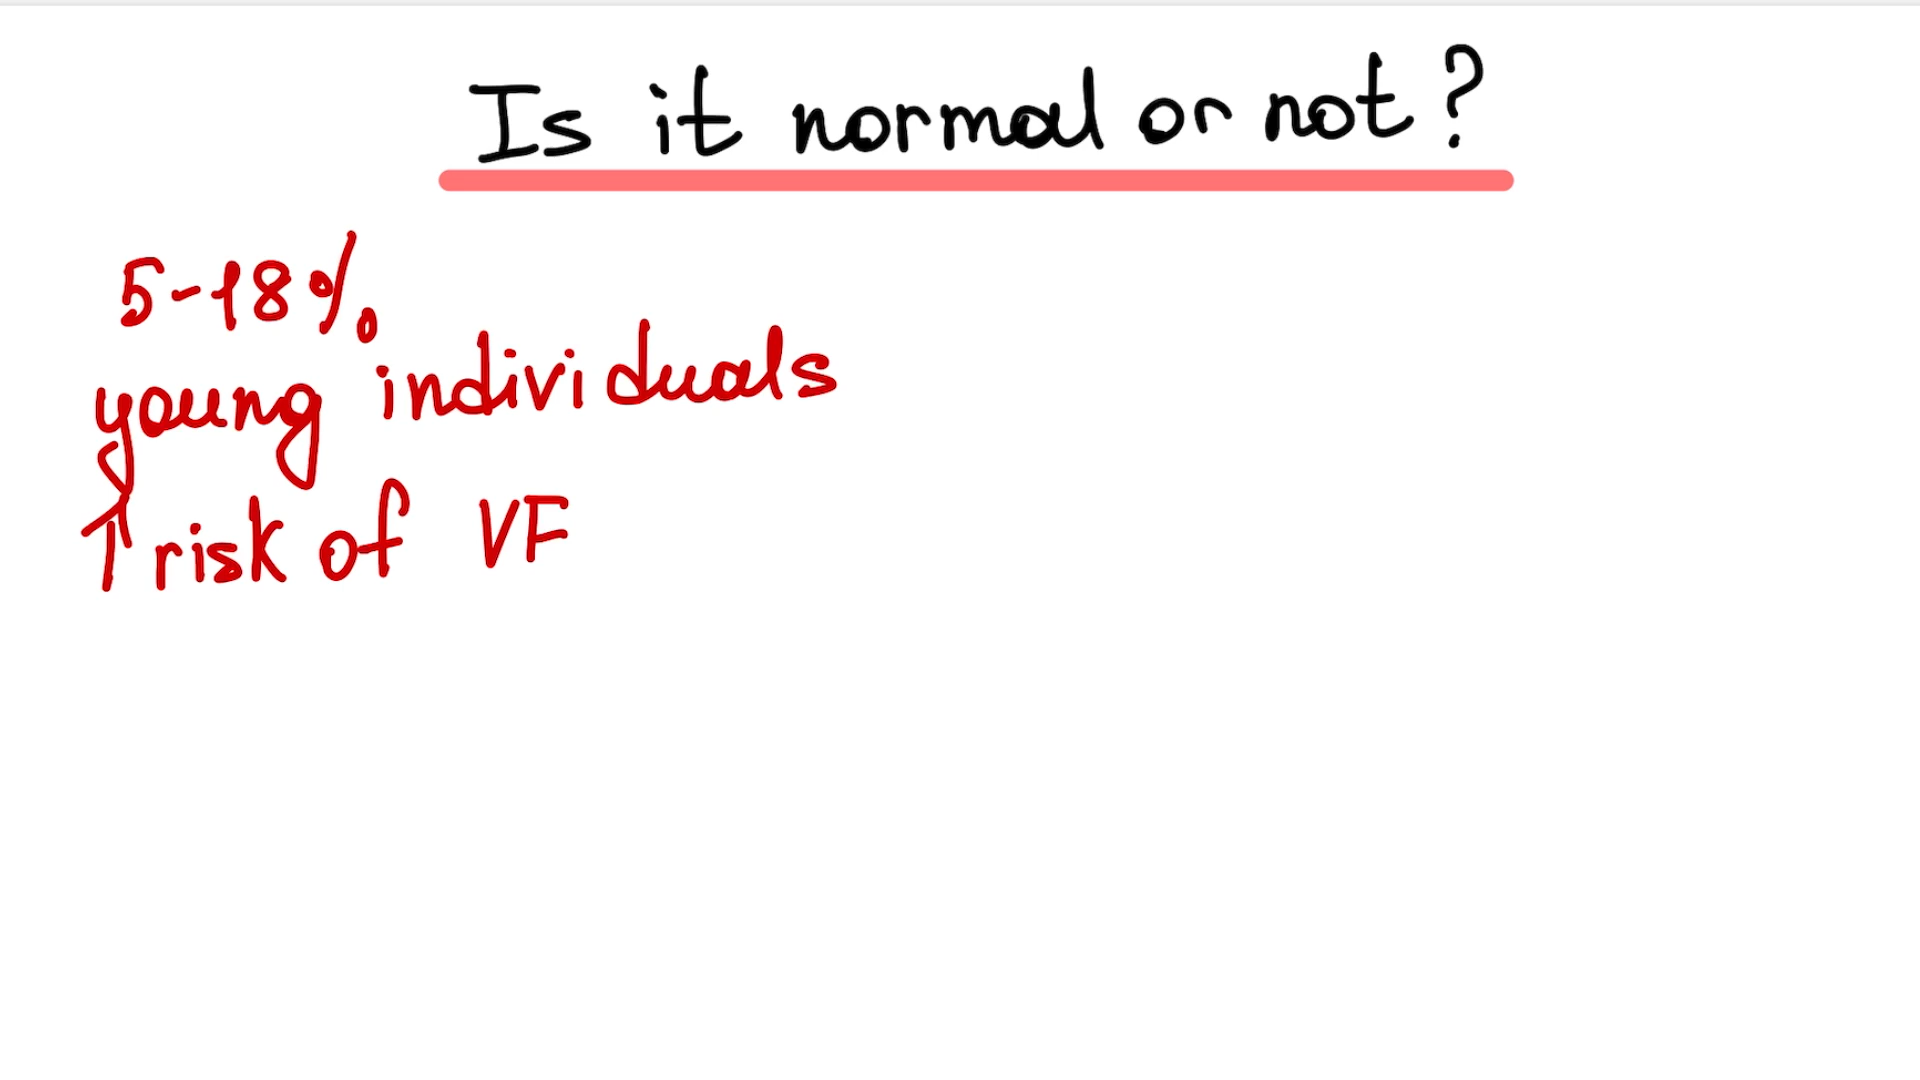 Is it normal or not?
5-18%
young individuals
↑ risk of VF